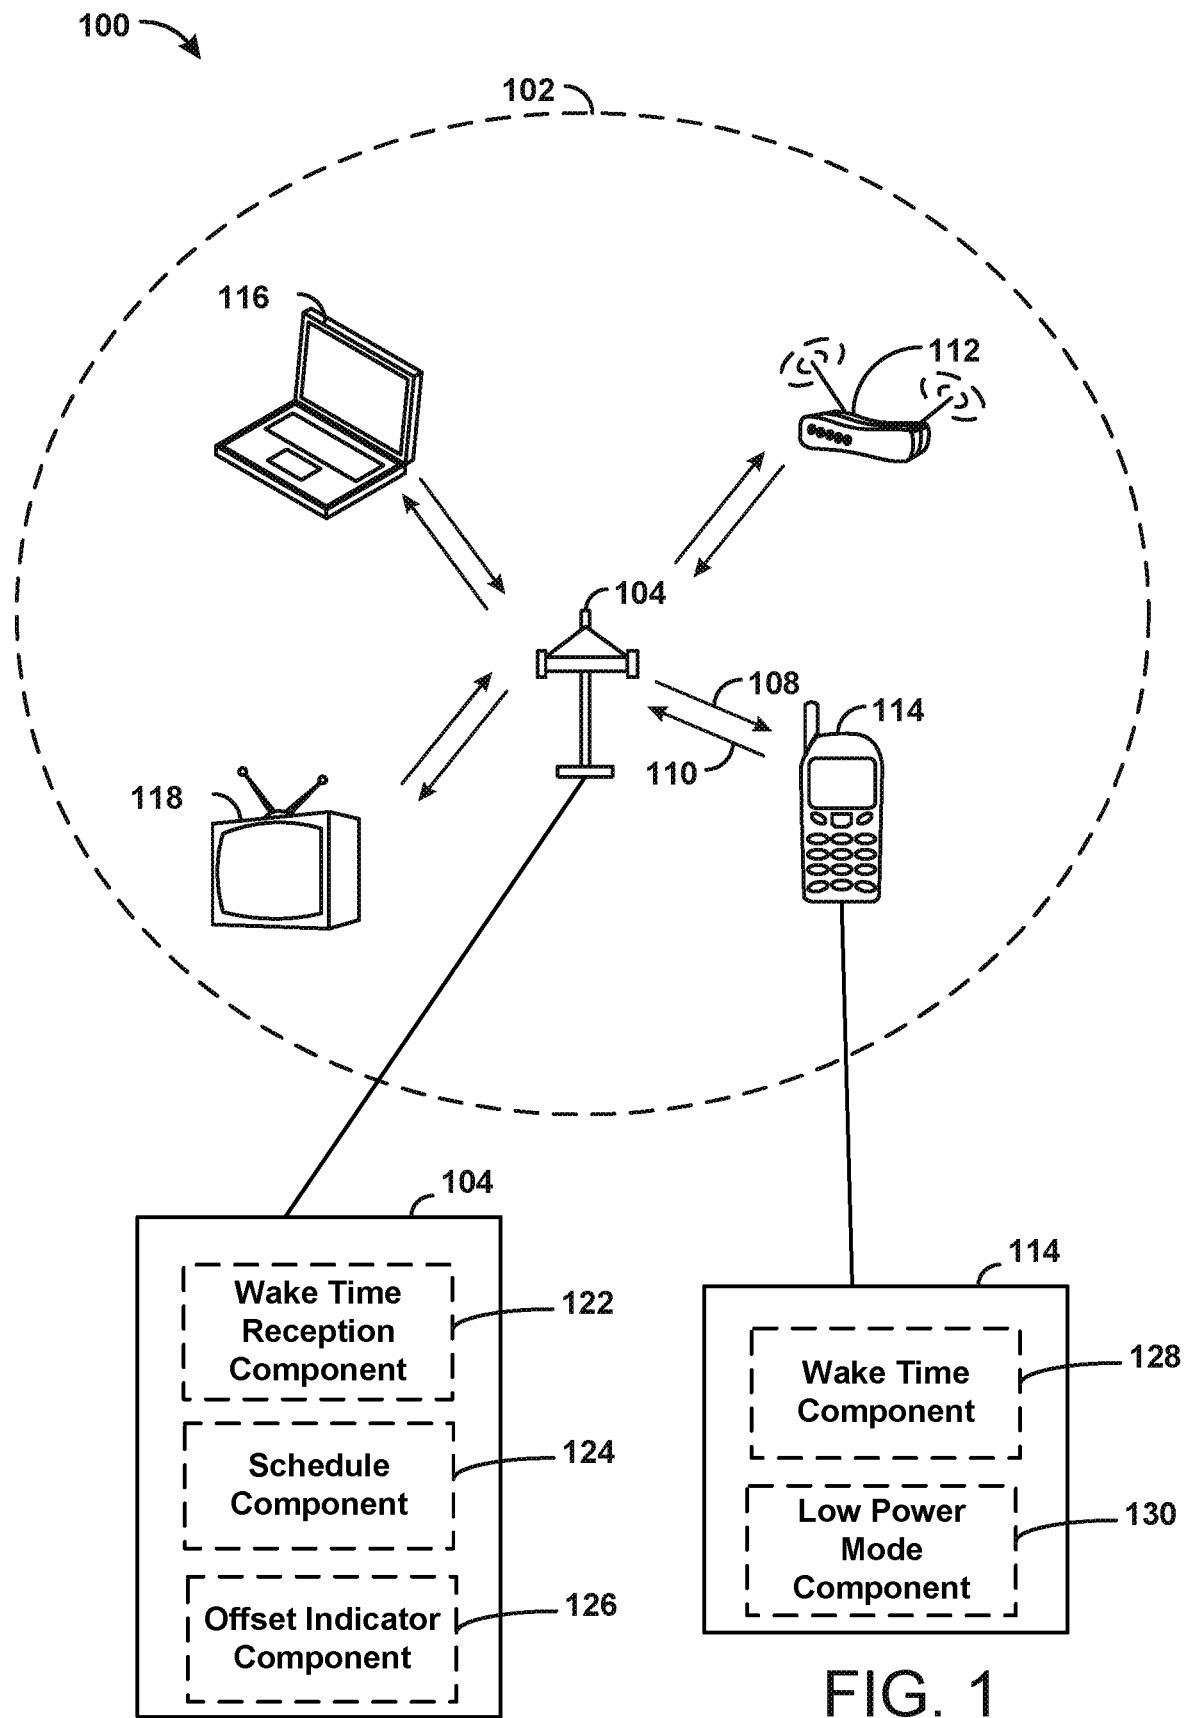 100
102
116
112
104
108
114
110
118
104
Wake Time
Reception
Component
122
Schedule
Component
124
Offset Indicator
Component
126
114
Wake Time
Component
128
Low Power
Mode
Component
130
FIG. 1